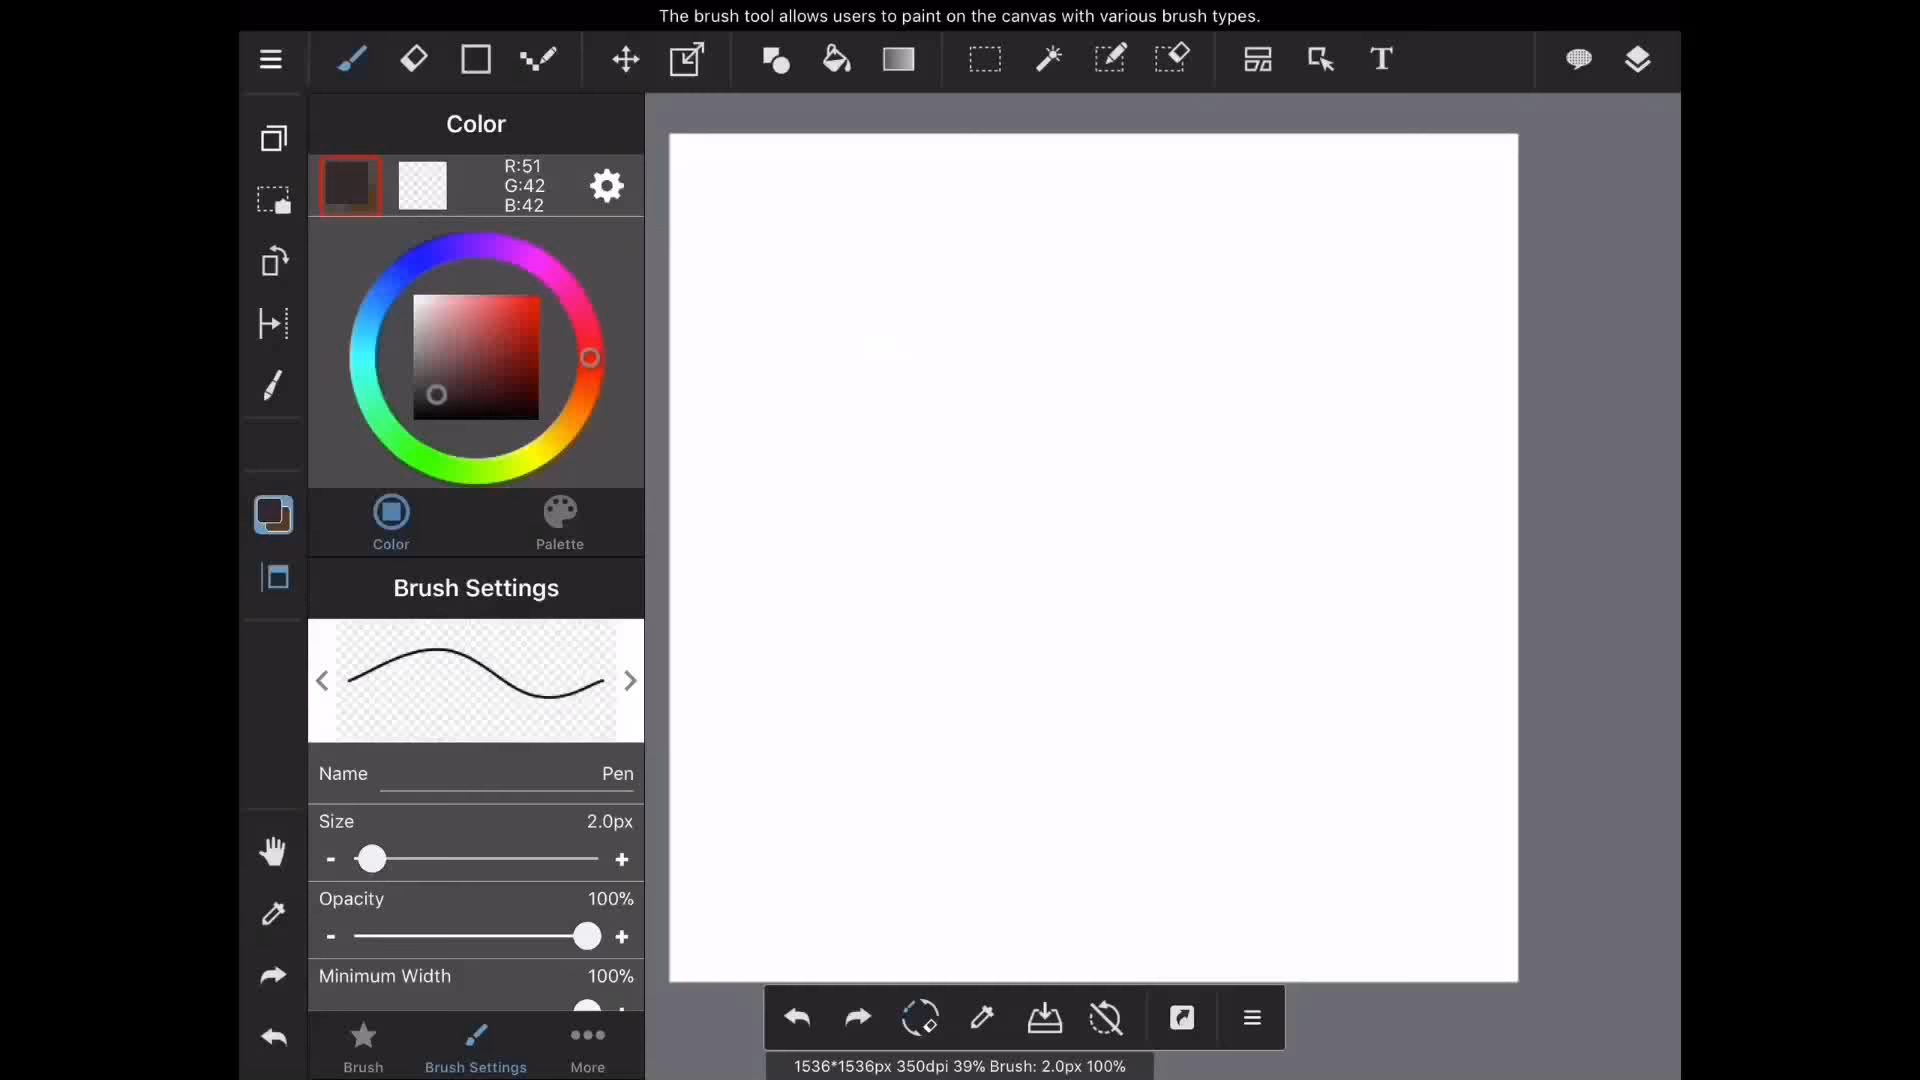 The brush tool allows users to paint on the canvas with various brush types.
T
Color
R:51
G:42
B:42
Color
Palette
Brush Settings
Name
Pen
Size
2.0px
-
+
Opacity
100%
-
+
Minimum Width
100%
Brush
Brush Settings
More
1536*1536px 350dpi 39% Brush: 2.0px 100%